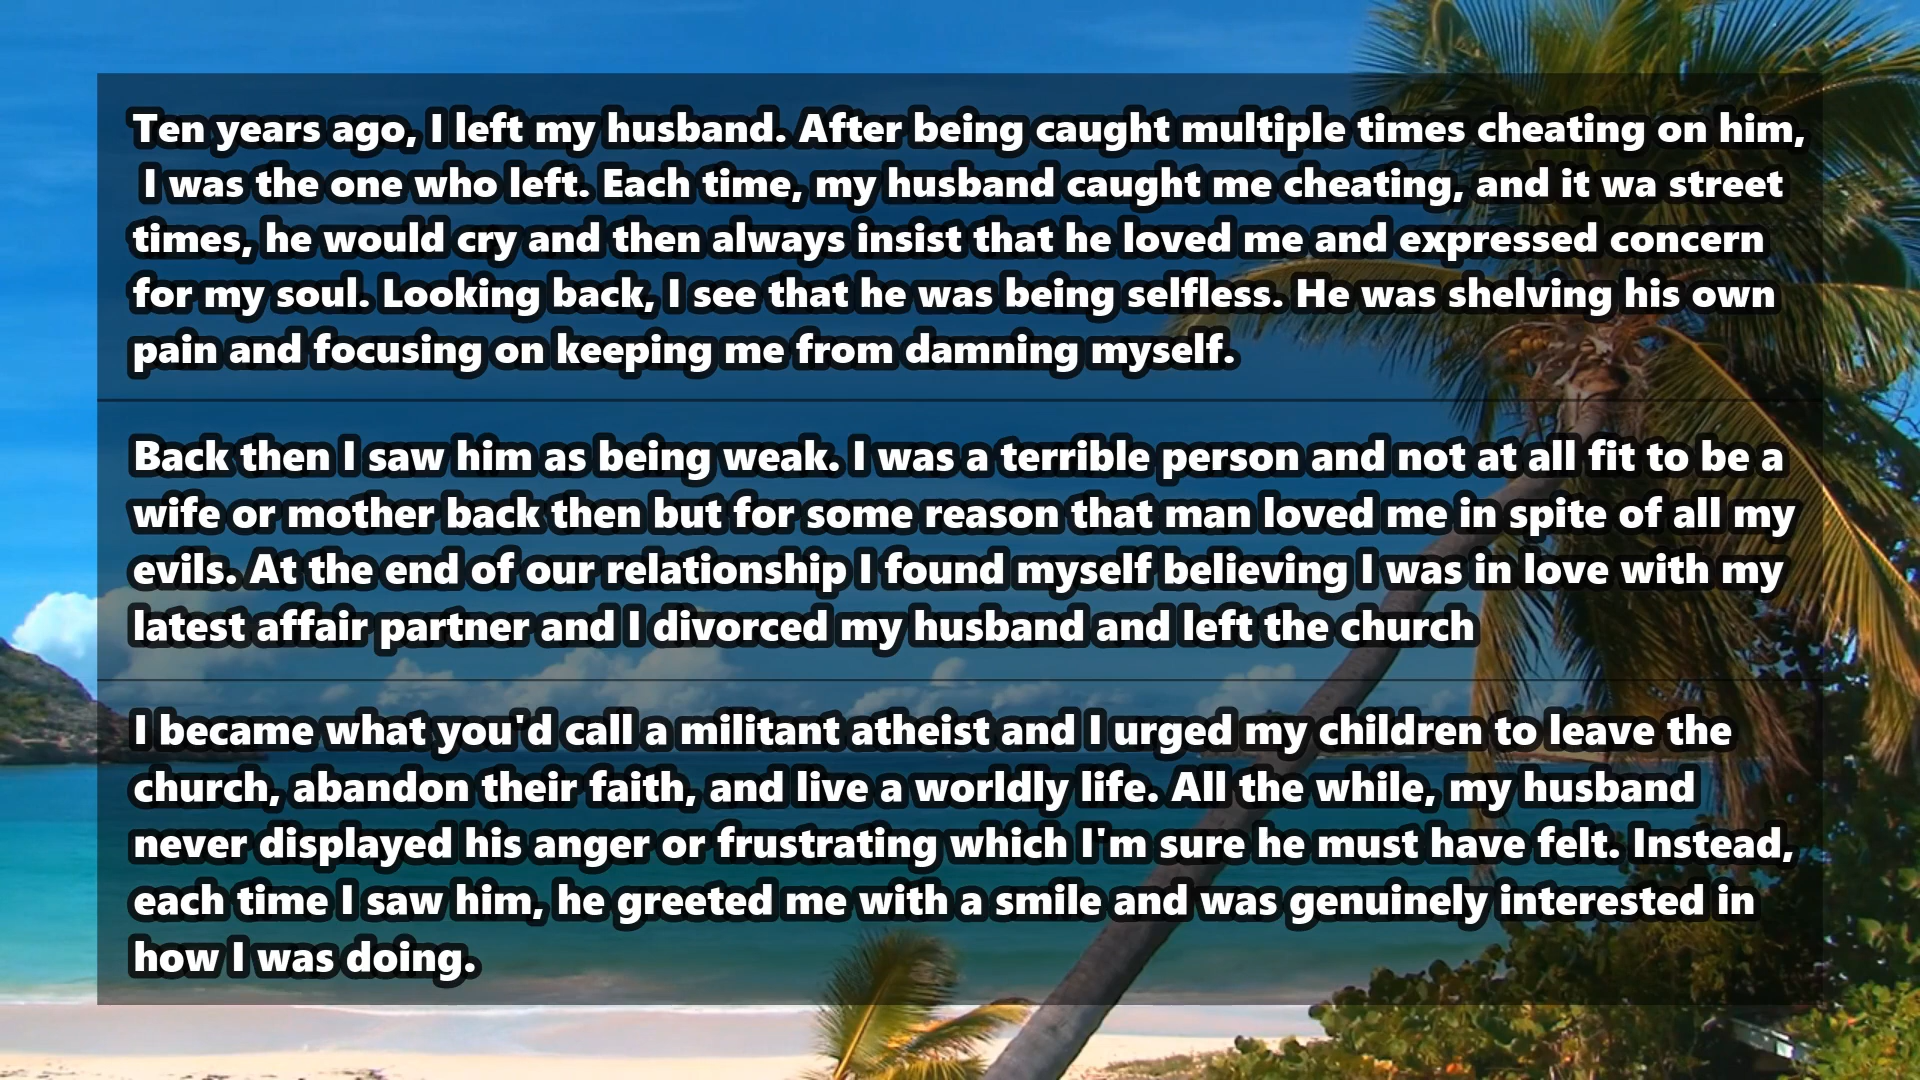 Ten years ago, I left my husband. After being caught multiple times cheating on him,
I was the one who left. Each time, my husband caught me cheating, and it wa street
times, he would cry and then always insist that he loved me and expressed concern
for my soul. Looking back, I see that he was being selfless. He was shelving his own
pain and focusing on keeping me from damning myself.
Back then I saw him as being weak. I was a terrible person and not at all fit to be a
wife or mother back then but for some reason that man loved me in spite of all my
evils. At the end of our relationship I found myself believing I was in love with my
latest affair partner and I divorced my husband and left the church
I became what you'd call a militant atheist and I urged my children to leave the
church, abandon their faith, and live a worldly life. All the while, my husband
never displayed his anger or frustrating which I'm sure he must have felt. Instead,
each time I saw him, he greeted me with a smile and was genuinely interested in
how I was doing.